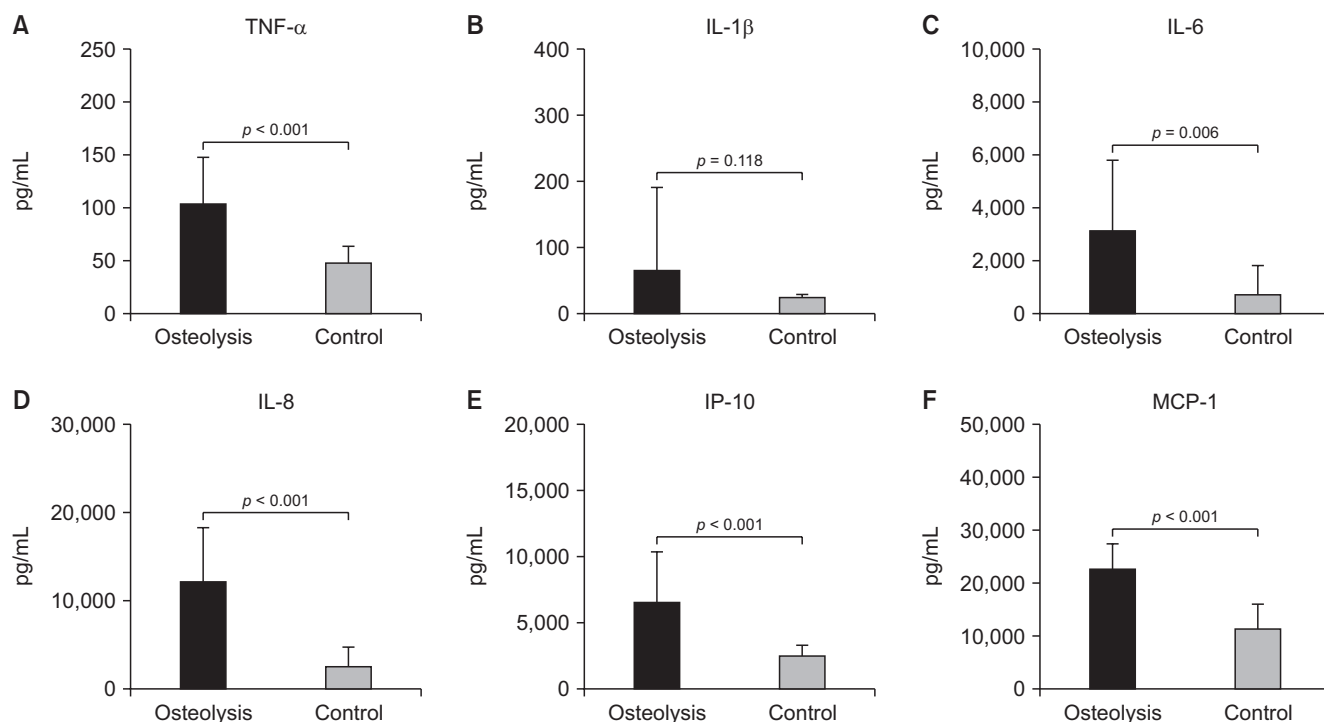 A
TNF-α
250
200
150
100
50
0
pg/mL
p < 0.001
Osteolysis Control
B
IL-1β
400
300
200
100
0
pg/mL
p = 0.118
Osteolysis Control
C
IL-6
10,000
8,000
6,000
4,000
2,000
0
pg/mL
p = 0.006
Osteolysis Control
D
IL-8
30,000
20,000
10,000
0
pg/mL
p < 0.001
Osteolysis Control
E
IP-10
20,000
15,000
10,000
5,000
0
pg/mL
p < 0.001
Osteolysis Control
F
MCP-1
50,000
40,000
30,000
20,000
10,000
0
pg/mL
p < 0.001
Osteolysis Control